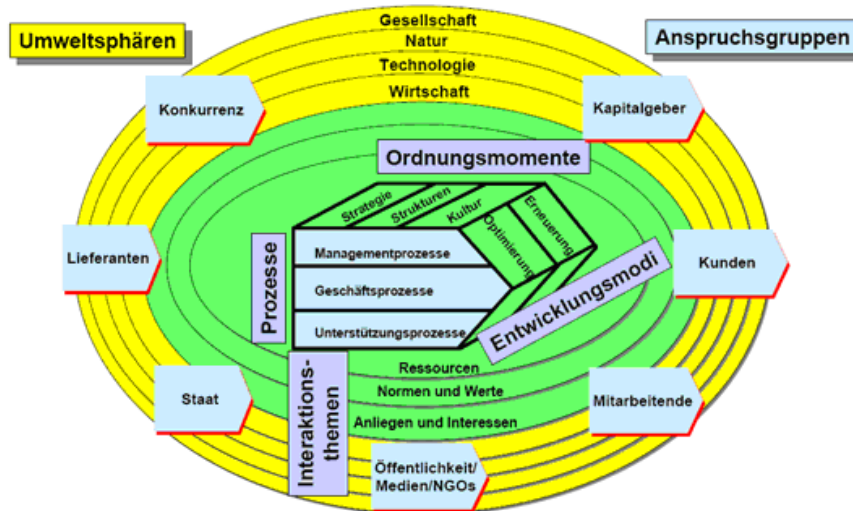 Gesellschaft
Umweltsphären
Natur
Anspruchsgruppen
Technologie
Wirtschaft
Konkurrenz
Kapitalgeber
Ordnungsmomente
Strategie
Strukturen
Kultur
Optimierung
Erneuerung
Prozesse
Managementprozesse
Geschäftsprozesse
Unterstützungsprozesse
Entwicklungsmodi
Lieferanten
Kunden
Interaktions-
themen
Ressourcen
Normen und Werte
Anliegen und Interessen
Staat
Mitarbeitende
Öffentlichkeit/
Medien/NGOs